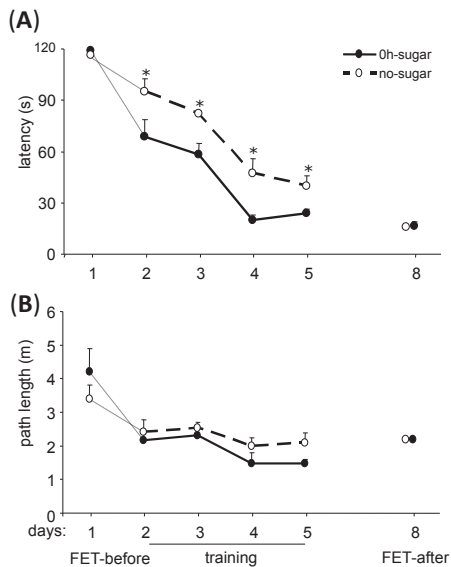 (A)
120
90
60
30
0
latency (s)
0h-sugar
no-sugar
* * * *
1 2 3 4 5 8
(B)
6
5
4
3
2
1
0
path length (m)
days: 1 2 3 4 5 8
FET-before training FET-after